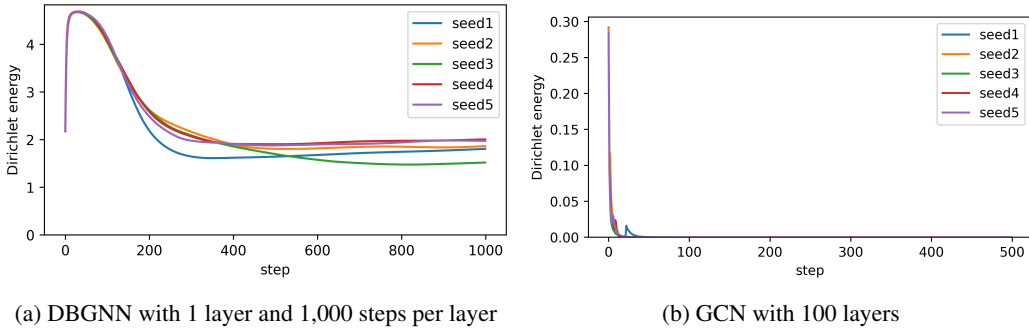 Dirichlet energy
4
3
2
1
0
0 200 400 600 800 1000
step
seed1
seed2
seed3
seed4
seed5
(a) DBGNN with 1 layer and 1,000 steps per layer
Dirichlet energy
0.30
0.25
0.20
0.15
0.10
0.05
0.00
0 100 200 300 400 500
step
seed1
seed2
seed3
seed4
seed5
(b) GCN with 100 layers